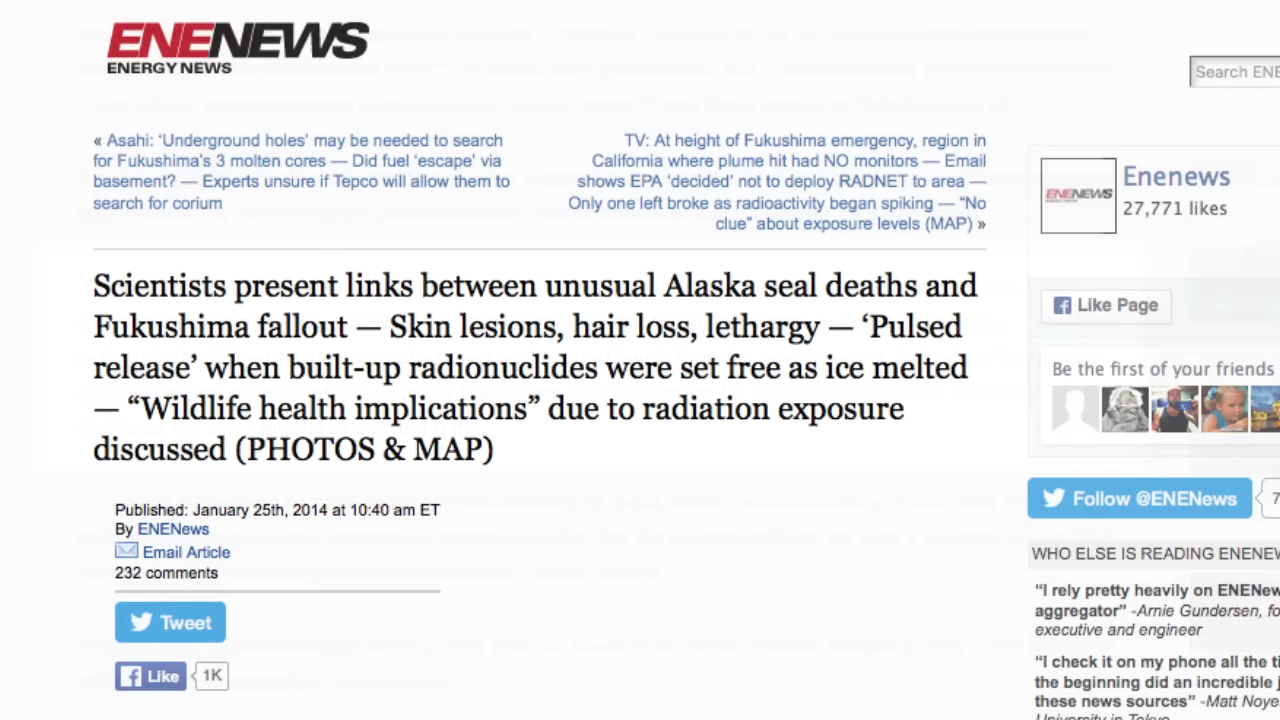 ENENEWS
ENERGY NEWS
Search ENE
« Asahi: ‘Underground holes’ may be needed to search
for Fukushima’s 3 molten cores — Did fuel ‘escape’ via
basement? — Experts unsure if Tepco will allow them to
search for corium
TV: At height of Fukushima emergency, region in
California where plume hit had NO monitors — Email
shows EPA ‘decided’ not to deploy RADNET to area —
Only one left broke as radioactivity began spiking — “No
clue” about exposure levels (MAP) »
ENENEWS
Enenews
27,771 likes
Like Page
Be the first of your friends
Scientists present links between unusual Alaska seal deaths and
Fukushima fallout — Skin lesions, hair loss, lethargy — ‘Pulsed
release’ when built-up radionuclides were set free as ice melted
— “Wildlife health implications” due to radiation exposure
discussed (PHOTOS & MAP)
Published: January 25th, 2014 at 10:40 am ET
By ENENews
Email Article
232 comments
Tweet
Like 1K
Follow @ENENews 7
WHO ELSE IS READING ENENEW
“I rely pretty heavily on ENENew
aggregator” -Arnie Gundersen, fo
executive and engineer
“I check it on my phone all the ti
the beginning did an incredible j
these news sources” -Matt Noye
University in Tokyo